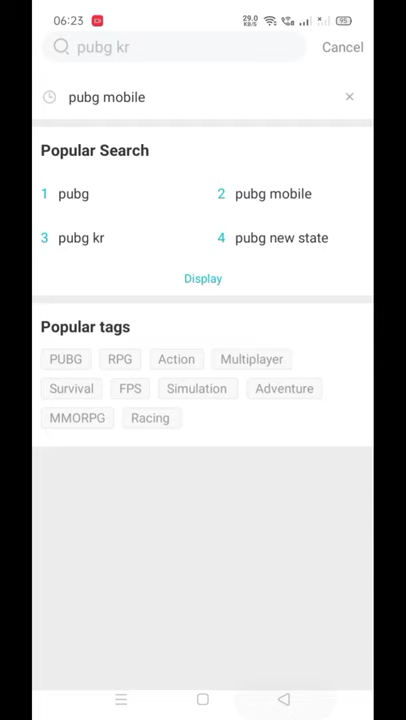 06:23 29.0 KB/S 95
pubg kr Cancel
pubg mobile
Popular Search
1 pubg 2 pubg mobile
3 pubg kr 4 pubg new state
Display
Popular tags
PUBG RPG Action Multiplayer
Survival FPS Simulation Adventure
MMORPG Racing